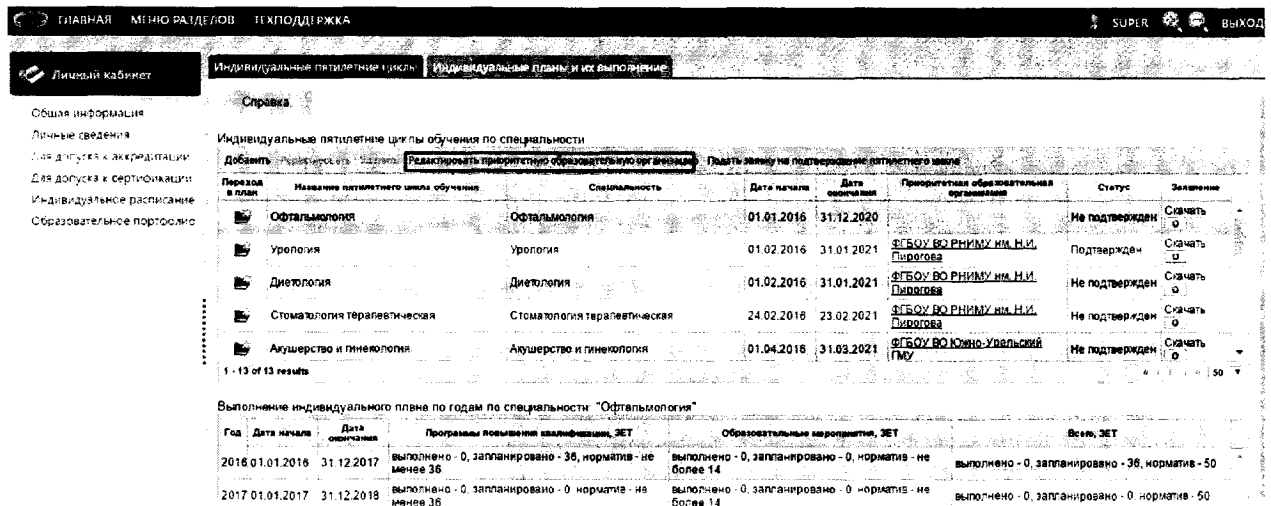 ГЛАВНАЯ МЕНЮ РАЗДЕЛОВ ТЕХПОДДЕРЖКА SUPER ВЫХОД
Личный кабинет
Индивидуальные пятилетние циклы Индивидуальные планы и их выполнение
Справка
Общая информация
Личные сведения
Для допуска к аккредитации
Для допуска к сертификации
Индивидуальное расписание
Образовательное портфолио
Индивидуальные пятилетние циклы обучения по специальности
Добавить Редактировать Удалить Редактировать приоритетную образовательную организацию Подать заявку на подтверждение пятилетнего цикла
Переход в план Название пятилетнего цикла обучения Специальность Дата начала Дата окончания Приоритетная образовательная организация Статус Заявление
Офтальмология Офтальмология 01.01.2016 31.12.2020 Не подтвержден Скачать
Урология Урология 01.02.2016 31.01.2021 ФГБОУ ВО РНИМУ им. Н.И. Пирогова Подтвержден Скачать
Диетология Диетология 01.02.2016 31.01.2021 ФГБОУ ВО РНИМУ им. Н.И. Пирогова Не подтвержден Скачать
Стоматология терапевтическая Стоматология терапевтическая 24.02.2016 23.02.2021 ФГБОУ ВО РНИМУ им. Н.И. Пирогова Не подтвержден Скачать
Акушерство и гинекология Акушерство и гинекология 01.04.2016 31.03.2021 ФГБОУ ВО Южно-Уральский ГМУ Не подтвержден Скачать
1 - 13 of 13 results 50
Выполнение индивидуального плана по годам по специальности: "Офтальмология"
Год Дата начала Дата окончания Программы повышения квалификации, ЗЕТ Образовательные мероприятия, ЗЕТ Всего, ЗЕТ
2016 01.01.2016 31.12.2017 выполнено - 0, запланировано - 36, норматив - не менее 36 выполнено - 0, запланировано - 0, норматив - не более 14 выполнено - 0, запланировано - 36, норматив - 50
2017 01.01.2017 31.12.2018 выполнено - 0, запланировано - 0, норматив - не менее 36 выполнено - 0, запланировано - 0, норматив - не более 14 выполнено - 0, запланировано - 0, норматив - 50